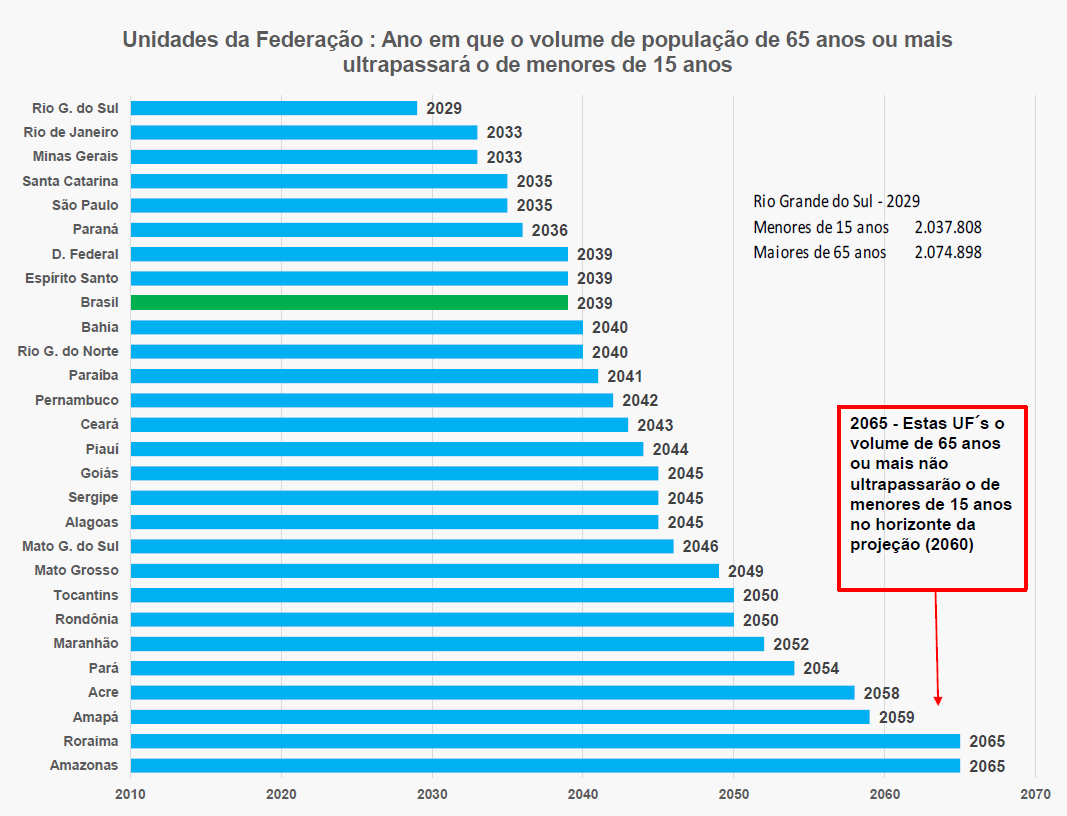 Unidades da Federação : Ano em que o volume de população de 65 anos ou mais
ultrapassará o de menores de 15 anos
Rio G. do Sul 2029
Rio de Janeiro 2033
Minas Gerais 2033
Santa Catarina 2035
São Paulo 2035
Paraná 2036
D. Federal 2039
Espírito Santo 2039
Brasil 2039
Bahia 2040
Rio G. do Norte 2040
Paraíba 2041
Pernambuco 2042
Ceará 2043
Piauí 2044
Goiás 2045
Sergipe 2045
Alagoas 2045
Mato G. do Sul 2046
Mato Grosso 2049
Tocantins 2050
Rondônia 2050
Maranhão 2052
Pará 2054
Acre 2058
Amapá 2059
Roraima 2065
Amazonas 2065
2010 2020 2030 2040 2050 2060 2070
Rio Grande do Sul - 2029
Menores de 15 anos 2.037.808
Maiores de 65 anos 2.074.898
2065 - Estas UF´s o
volume de 65 anos
ou mais não
ultrapassarão o de
menores de 15 anos
no horizonte da
projeção (2060)